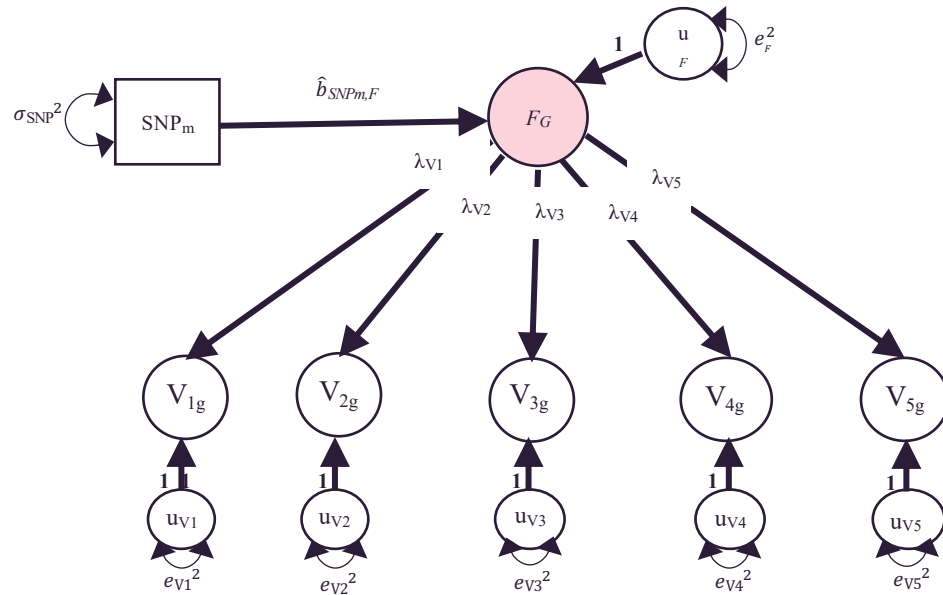 u
F
1
e_F^2
σ_SNP^2
SNP_m
b̂_SNPm,F
F_G
λ_V1
λ_V2
λ_V3
λ_V4
λ_V5
V_1g
V_2g
V_3g
V_4g
V_5g
1 1
1
1
1
1
u_V1
u_V2
u_V3
u_V4
u_V5
e_V1^2
e_V2^2
e_V3^2
e_V4^2
e_V5^2